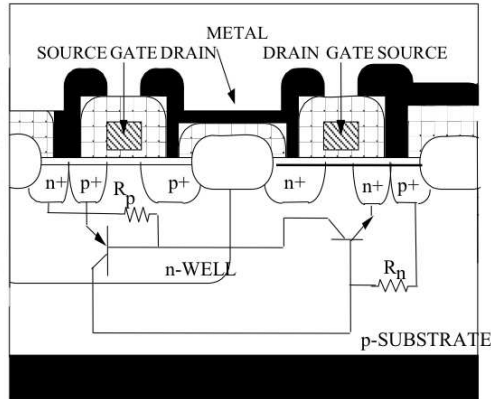 METAL
SOURCE GATE DRAIN DRAIN GATE SOURCE
n+ p+ p+ n+ n+ p+
Rp
n-WELL
Rn
p-SUBSTRATE